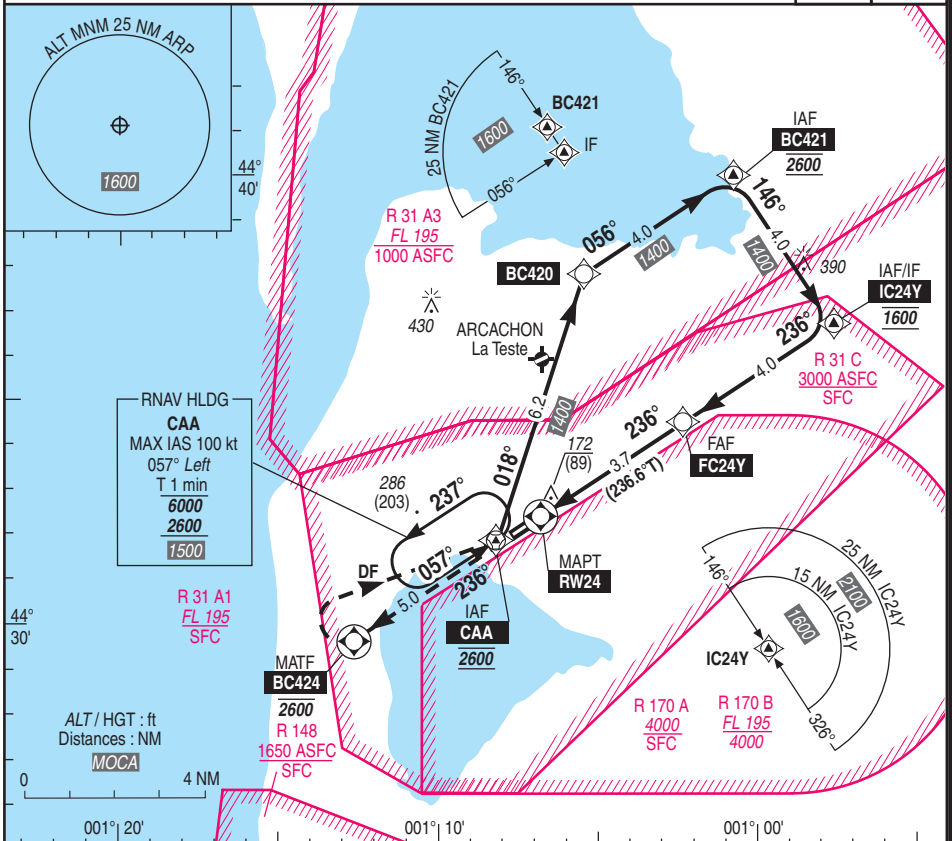 ALT MNM 25 NM ARP
1600
44°
40'
25 NM BC421
146°
1600
056°
BC421
IF
IAF
BC421
2600
R 31 A3
FL 195
1000 ASFC
430
BC420
056°
4.0
1400
146°
4.0
1400
390
IAF/IF
IC24Y
1600
ARCACHON
La Teste
236°
4.0
R 31 C
3000 ASFC
SFC
RNAV HLDG
CAA
MAX IAS 100 kt
057° Left
T 1 min
6000
2600
1500
6.2
1400
018°
172
(89)
236°
3.7
(236.6°T)
FAF
FC24Y
286
(203)
237°
057°
DF
5.0
236°
MAPT
RW24
IAF
CAA
2600
R 31 A1
FL 195
SFC
44°
30'
MATF
BC424
2600
25 NM IC24Y
2100
15 NM IC24Y
1600
146°
IC24Y
326°
R 170 A
4000
SFC
R 170 B
FL 195
4000
ALT / HGT : ft
Distances : NM
MOCA
R 148
1650 ASFC
SFC
0
4 NM
001° 20'
001° 10'
001° 00'